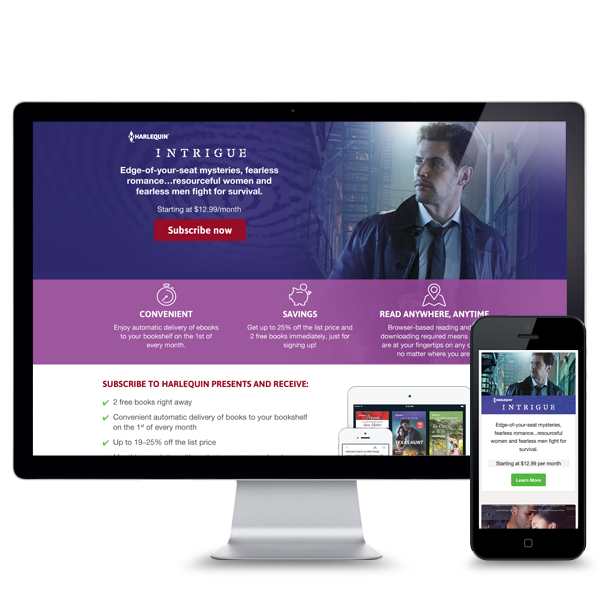 HARLEQUIN™
INTRIGUE
Edge-of-your-seat mysteries, fearless
romance...resourceful women and
fearless men fight for survival.
Starting at $12.99/month
Subscribe now
CONVENIENT
Enjoy automatic delivery of ebooks
to your bookshelf on the 1st of
every month.
SAVINGS
Get up to 25% off the list price and
2 free books immediately, just for
signing up!
READ ANYWHERE, ANYTIME
Browser-based reading and
downloading required means
are at your fingertips on any
no matter where you are
SUBSCRIBE TO HARLEQUIN PRESENTS AND RECEIVE:
2 free books right away
Convenient automatic delivery of books to your bookshelf
on the 1st of every month
Up to 19-25% off the list price
TEXAS HUNT
HARLEQUIN
INTRIGUE
Edge-of-your-seat mysteries,
fearless romance...resourceful
women and fearless men fight for
survival.
Starting at $12.99 per month
Learn More